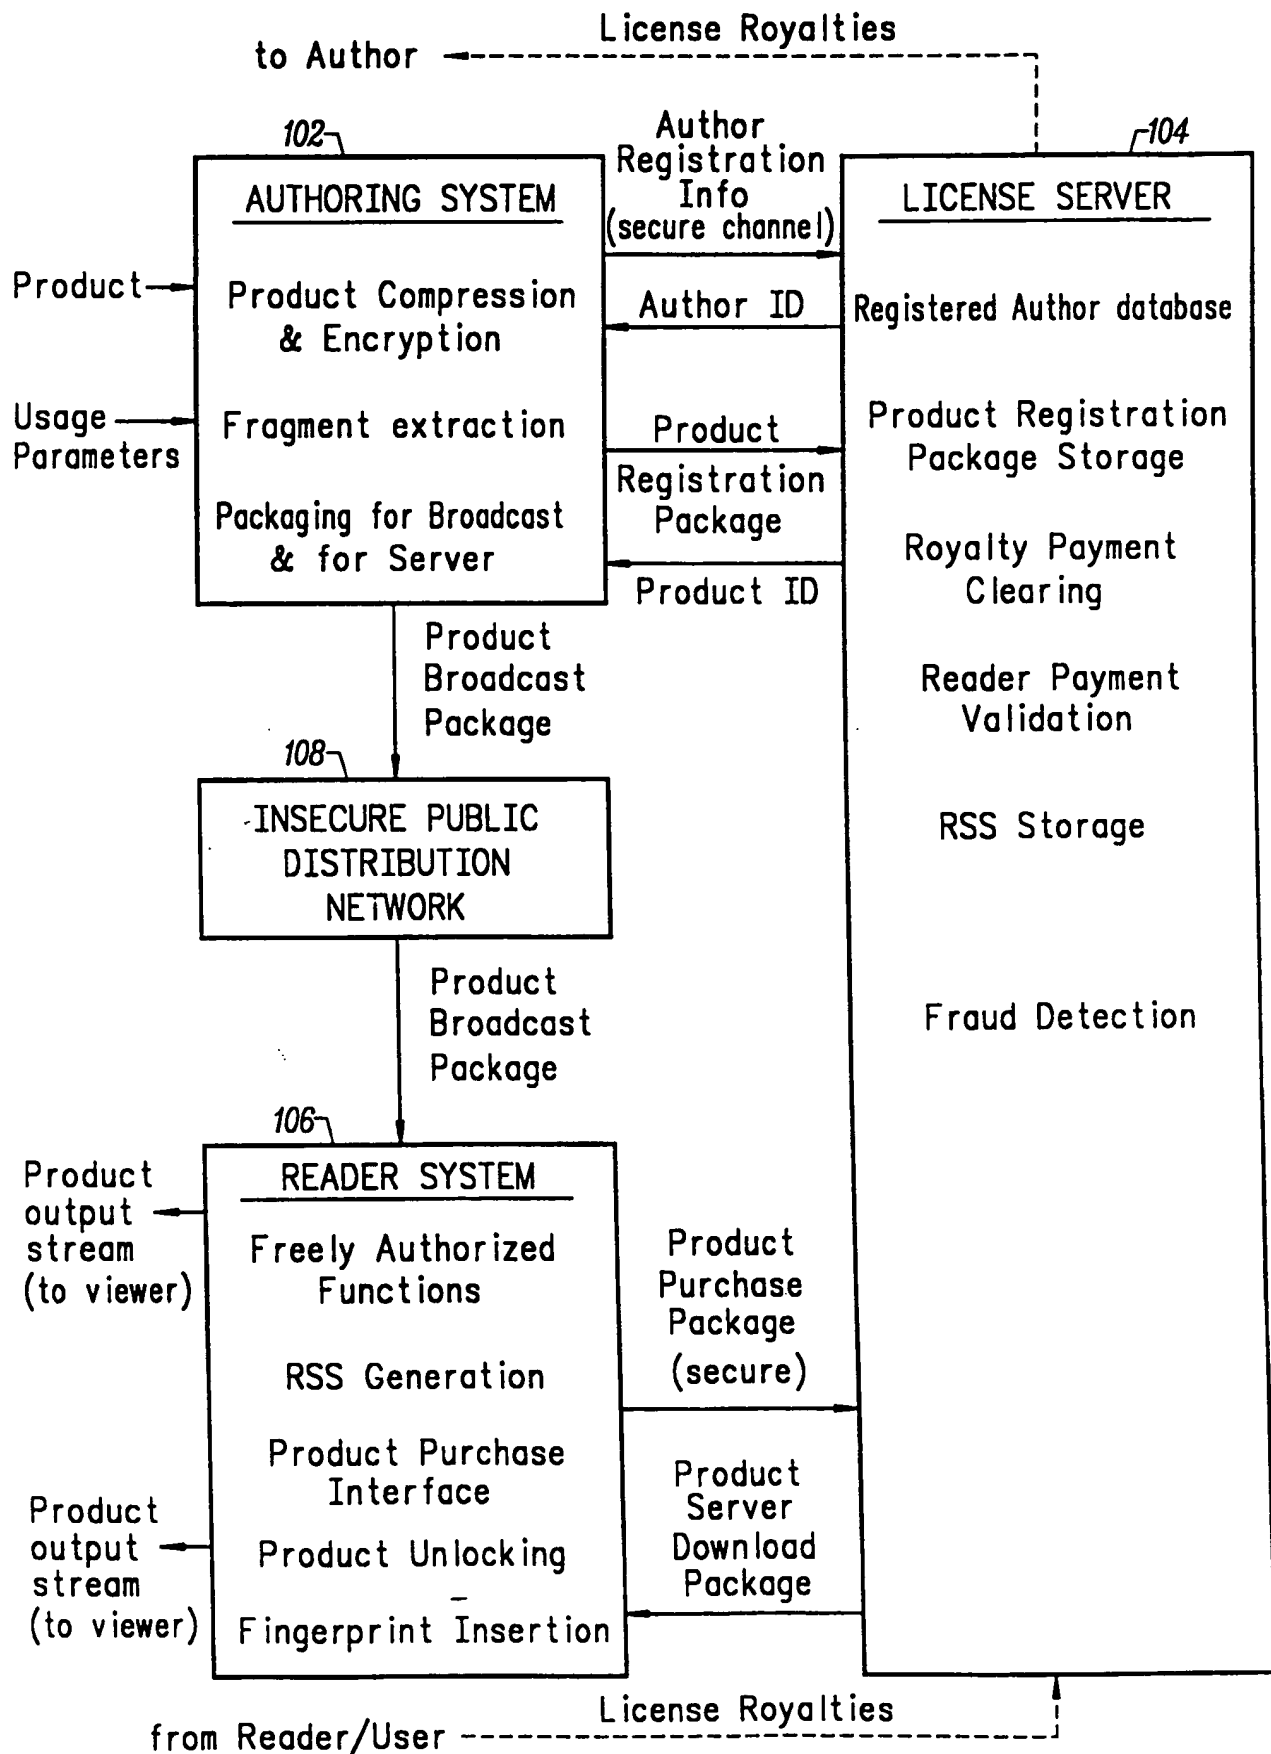 License Royalties
to Author
102
AUTHORING SYSTEM
Product
Product Compression
& Encryption
Usage
Parameters
Fragment extraction
Packaging for Broadcast
& for Server
Author
Registration
Info
(secure channel)
Author ID
Product
Registration
Package
Product ID
104
LICENSE SERVER
Registered Author database
Product Registration
Package Storage
Royalty Payment
Clearing
Reader Payment
Validation
RSS Storage
Fraud Detection
Product
Broadcast
Package
108
INSECURE PUBLIC
DISTRIBUTION
NETWORK
Product
Broadcast
Package
106
READER SYSTEM
Product
output
stream
(to viewer)
Freely Authorized
Functions
RSS Generation
Product Purchase
Interface
Product
output
stream
(to viewer)
Product Unlocking
Fingerprint Insertion
Product
Purchase
Package
(secure)
Product
Server
Download
Package
License Royalties
from Reader/User